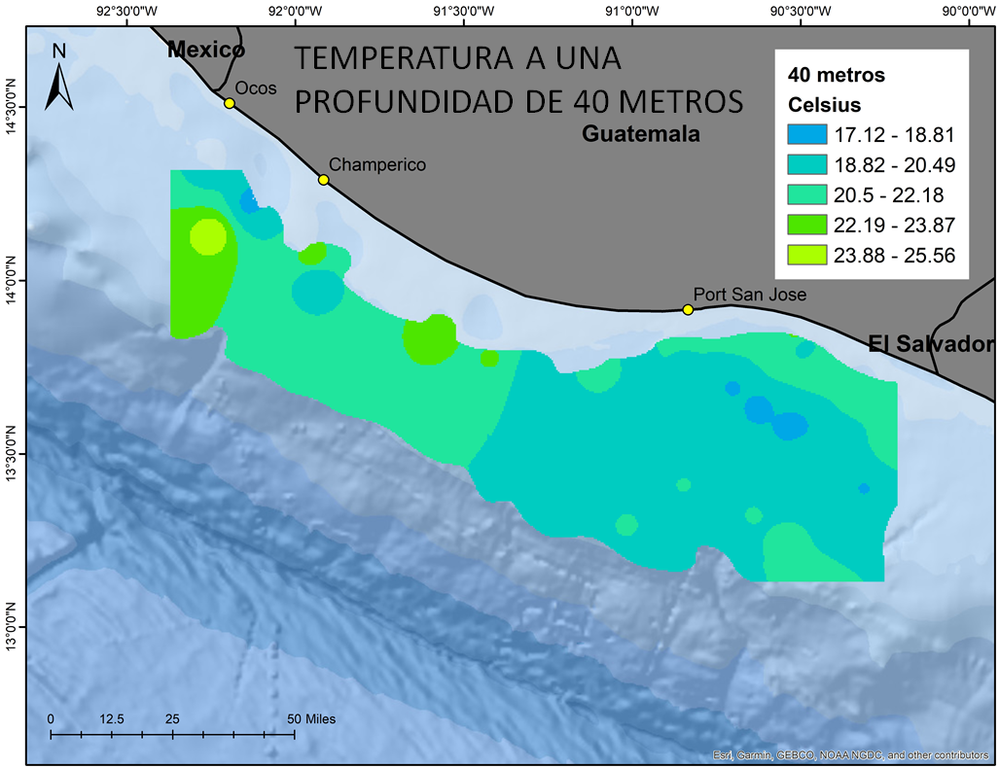 92°30'0"W 92°0'0"W 91°30'0"W 91°0'0"W 90°30'0"W 90°0'0"W
N
Mexico
TEMPERATURA A UNA
PROFUNDIDAD DE 40 METROS
40 metros
Celsius
17.12 - 18.81
18.82 - 20.49
20.5 - 22.18
22.19 - 23.87
23.88 - 25.56
Ocos
Guatemala
Champerico
Port San Jose
El Salvador
14°30'0"N
14°0'0"N
13°30'0"N
13°0'0"N
0 12.5 25 50 Miles
Esri, Garmin, GEBCO, NOAA NGDC, and other contributors